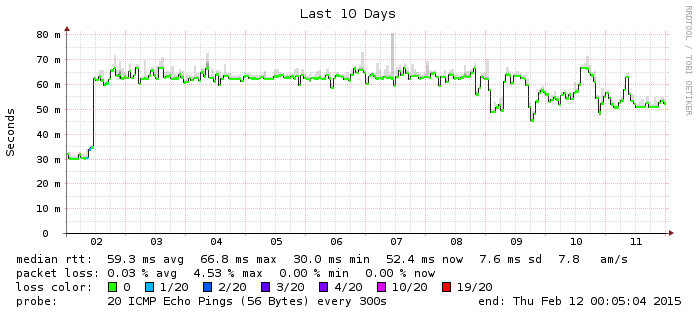 Last 10 Days
RRDTOOL / TOBI OETIKER
Seconds
80 m
70 m
60 m
50 m
40 m
30 m
20 m
10 m
0
02 03 04 05 06 07 08 09 10 11
median rtt: 59.3 ms avg 66.8 ms max 30.0 ms min 52.4 ms now 7.6 ms sd 7.8 am/s
packet loss: 0.03 % avg 4.53 % max 0.00 % min 0.00 % now
loss color: 0 1/20 2/20 3/20 4/20 10/20 19/20
probe: 20 ICMP Echo Pings (56 Bytes) every 300s end: Thu Feb 12 00:05:04 2015